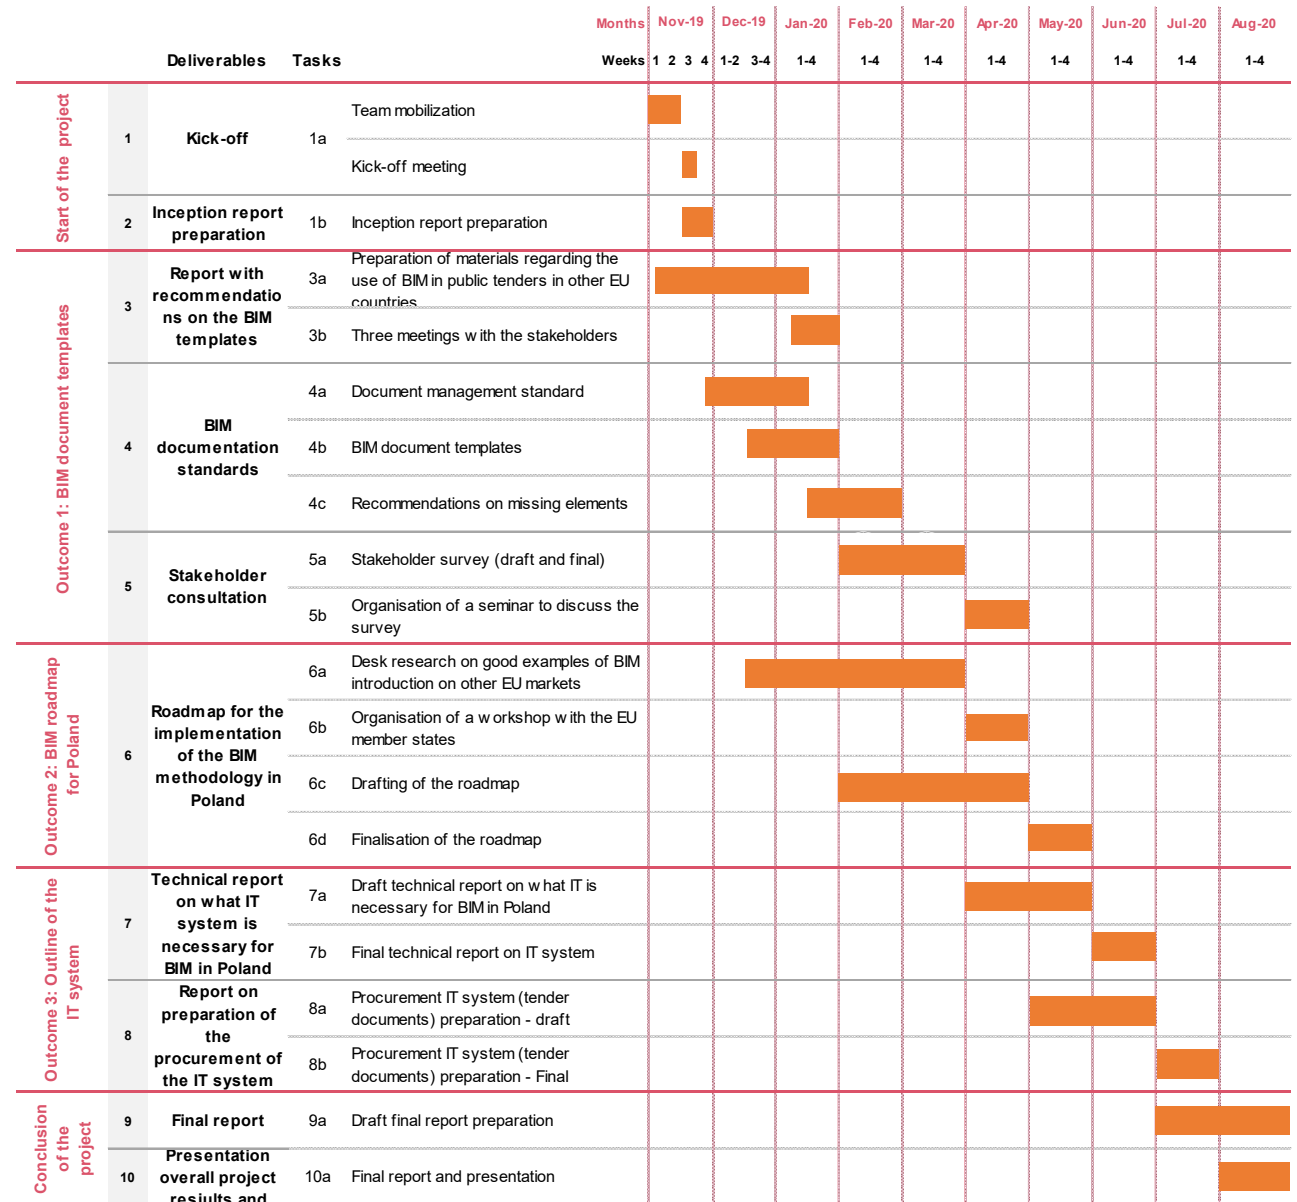 Months Nov-19 Dec-19 Jan-20 Feb-20 Mar-20 Apr-20 May-20 Jun-20 Jul-20 Aug-20
Deliverables Tasks Weeks 1 2 3 4 1-2 3-4 1-4 1-4 1-4 1-4 1-4 1-4 1-4 1-4
Start of the project
1 Kick-off 1a
Team mobilization
Kick-off meeting
2
Inception report
preparation
1b Inception report preparation
Outcome 1: BIM document templates
3
Report with
recommendatio
ns on the BIM
templates
3a
Preparation of materials regarding the
use of BIM in public tenders in other EU
countries
3b Three meetings with the stakeholders
4
BIM
documentation
standards
4a Document management standard
4b BIM document templates
4c Recommendations on missing elements
5
Stakeholder
consultation
5a Stakeholder survey (draft and final)
5b
Organisation of a seminar to discuss the
survey
Outcome 2: BIM roadmap
for Poland
6
Roadmap for the
implementation
of the BIM
methodology in
Poland
6a
Desk research on good examples of BIM
introduction on other EU markets
6b
Organisation of a workshop with the EU
member states
6c Drafting of the roadmap
6d Finalisation of the roadmap
Outcome 3: Outline of the
IT system
7
Technical report
on what IT
system is
necessary for
BIM in Poland
7a
Draft technical report on what IT is
necessary for BIM in Poland
7b Final technical report on IT system
8
Report on
preparation of
the
procurement of
the IT system
8a
Procurement IT system (tender
documents) preparation - draft
8b
Procurement IT system (tender
documents) preparation - Final
Conclusion
of the
project
9 Final report 9a Draft final report preparation
10
Presentation
overall project
results and
10a Final report and presentation